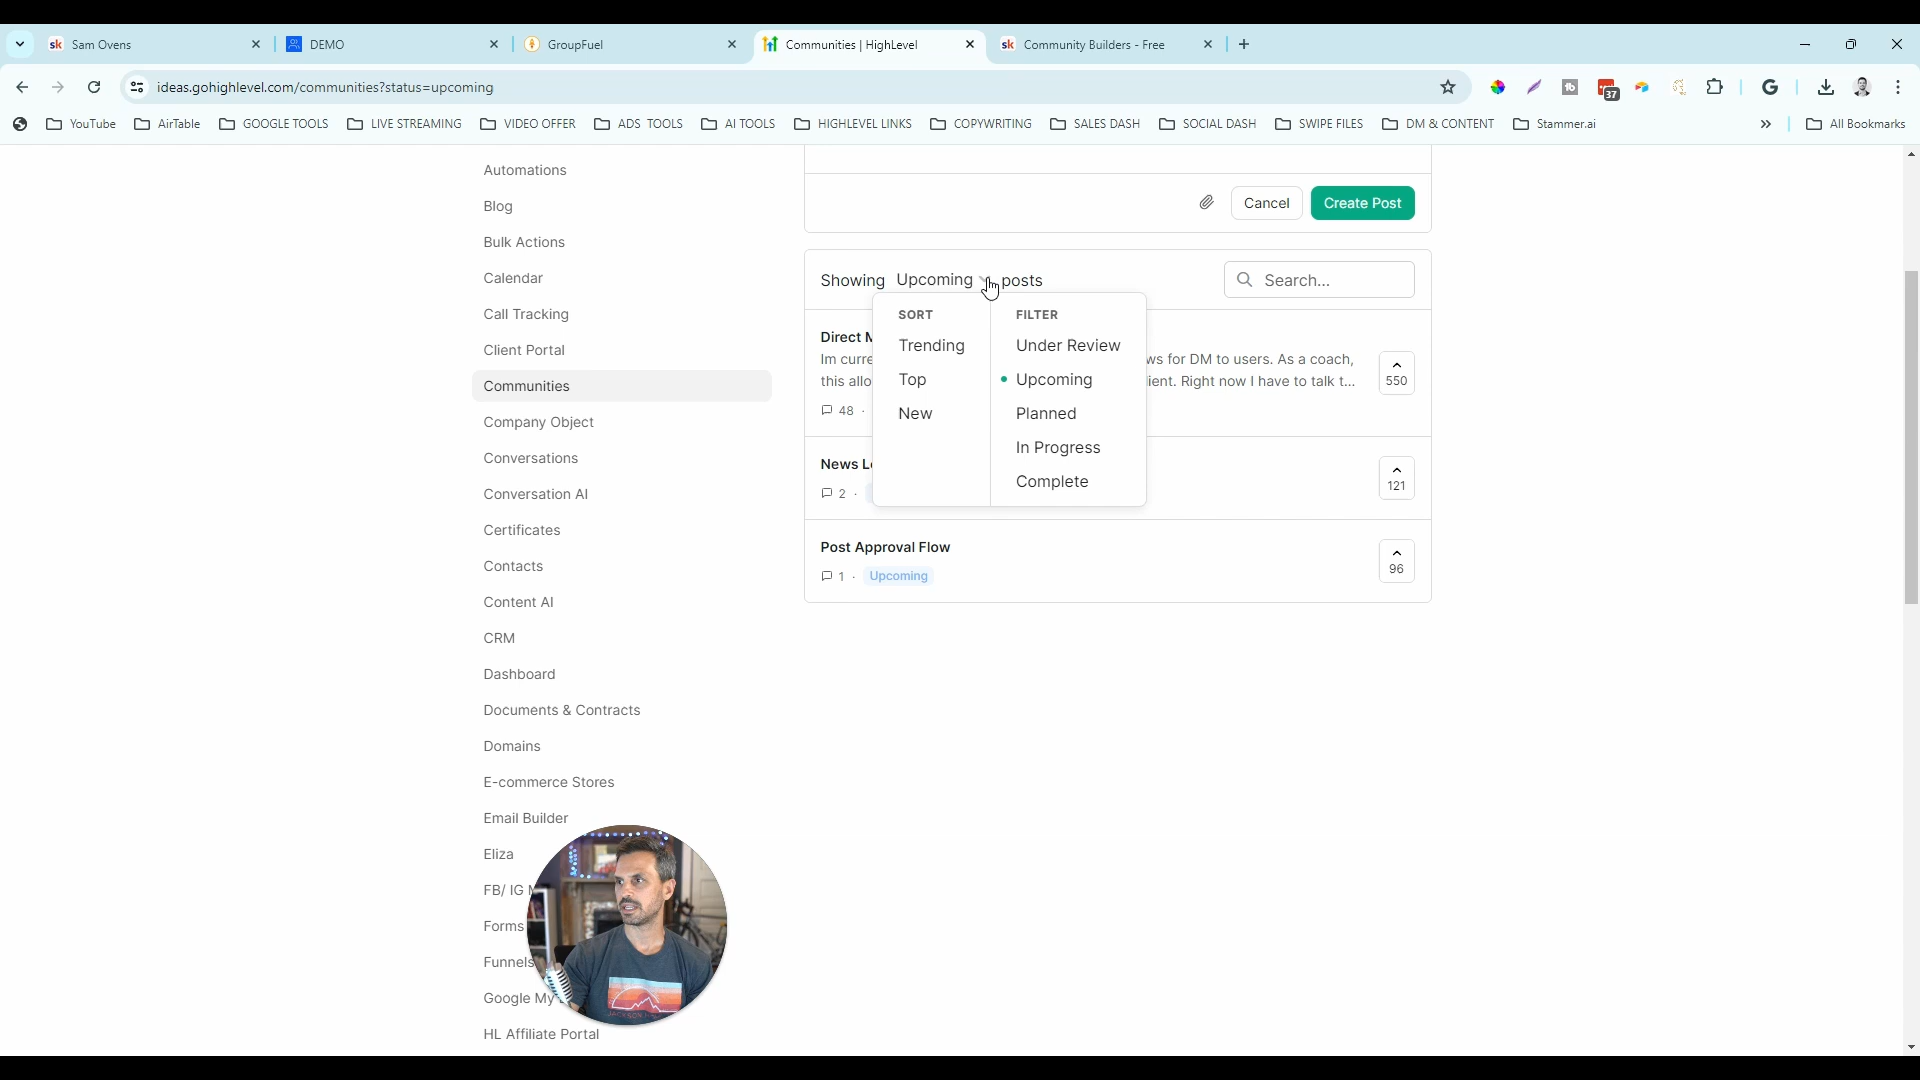 Sam Ovens
DEMO
GroupFuel
Communities | HighLevel
Community Builders - Free
ideas.gohighlevel.com/communities?status=upcoming
37
YouTube
AirTable
GOOGLE TOOLS
LIVE STREAMING
VIDEO OFFER
ADS TOOLS
AI TOOLS
HIGHLEVEL LINKS
COPYWRITING
SALES DASH
SOCIAL DASH
SWIPE FILES
DM & CONTENT
Stammer.ai
All Bookmarks
Automations
Blog
Bulk Actions
Calendar
Call Tracking
Client Portal
Communities
Company Object
Conversations
Conversation AI
Certificates
Contacts
Content AI
CRM
Dashboard
Documents & Contracts
Domains
E-commerce Stores
Email Builder
Eliza
FB/ IG
Forms
Funnels
Google My
HL Affiliate Portal
Cancel
Create Post
Showing Upcoming posts
Search...
SORT
Trending
Top
New
FILTER
Under Review
Upcoming
Planned
In Progress
Complete
Direct
Im curre
ws for DM to users. As a coach,
this allo
ient. Right now I have to talk t...
48
550
News
2
121
Post Approval Flow
1 · Upcoming
96
JACKSON